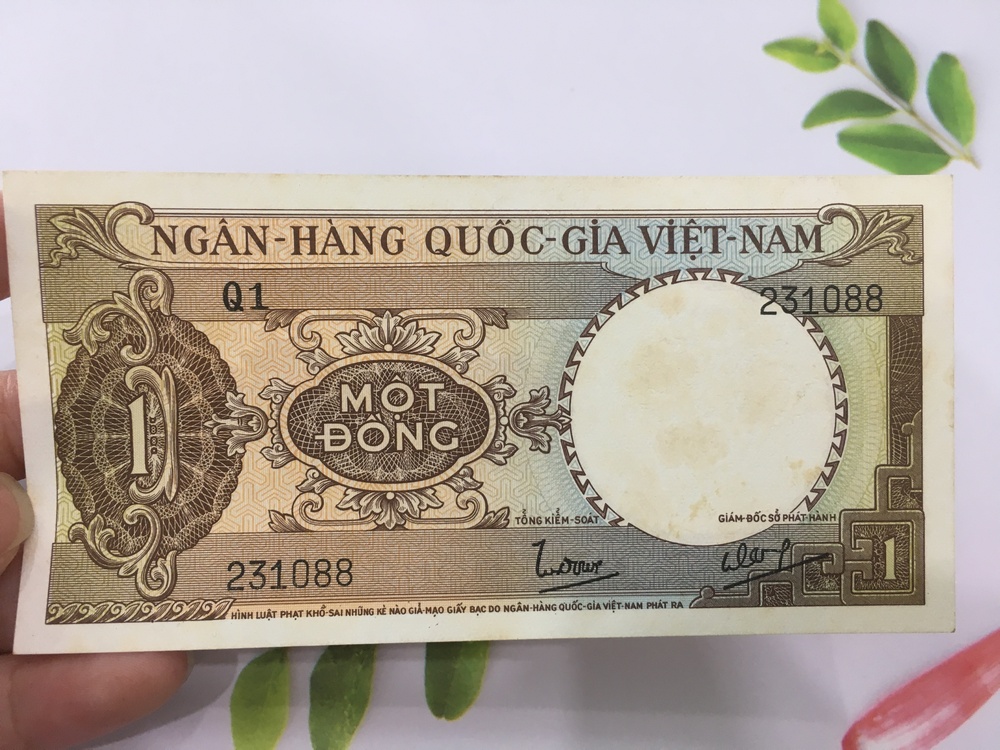 NGÂN-HÀNG QUỐC-GIA VIỆT-NAM
Q1
231088
1
MỘT
ĐỒNG
TỔNG KIỂM-SOÁT
GIÁM-ĐỐC SỞ PHÁT-HÀNH
1
231088
HÌNH LUẬT PHẠT KHỔ-SAI NHỮNG KẺ NÀO GIẢ-MẠO GIẤY BẠC DO NGÂN-HÀNG QUỐC-GIA VIỆT-NAM PHÁT RA